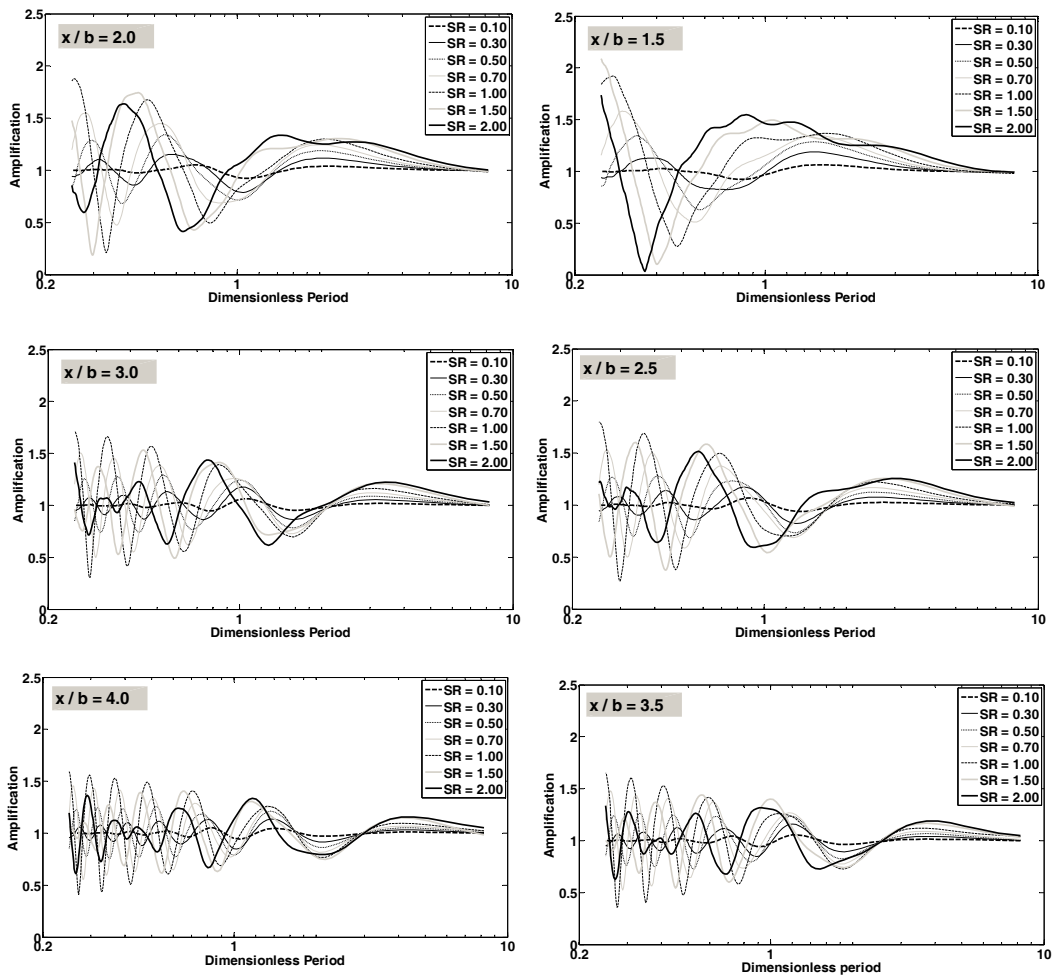 x / b = 2.0
2.5
2
1.5
1
0.5
0
0.2
1
10
Amplification
Dimensionless Period
SR = 0.10
SR = 0.30
SR = 0.50
SR = 0.70
SR = 1.00
SR = 1.50
SR = 2.00
x / b = 1.5
2.5
2
1.5
1
0.5
0
0.2
1
10
Amplification
Dimensionless Period
SR = 0.10
SR = 0.30
SR = 0.50
SR = 0.70
SR = 1.00
SR = 1.50
SR = 2.00
x / b = 3.0
2.5
2
1.5
1
0.5
0
0.2
1
10
Amplification
Dimensionless Period
SR = 0.10
SR = 0.30
SR = 0.50
SR = 0.70
SR = 1.00
SR = 1.50
SR = 2.00
x / b = 2.5
2.5
2
1.5
1
0.5
0
0.2
1
10
Amplification
Dimensionless Period
SR = 0.10
SR = 0.30
SR = 0.50
SR = 0.70
SR = 1.00
SR = 1.50
SR = 2.00
x / b = 4.0
2.5
2
1.5
1
0.5
0
0.2
1
10
Amplification
Dimensionless Period
SR = 0.10
SR = 0.30
SR = 0.50
SR = 0.70
SR = 1.00
SR = 1.50
SR = 2.00
x / b = 3.5
2.5
2
1.5
1
0.5
0
0.2
1
10
Amplification
Dimensionless period
SR = 0.10
SR = 0.30
SR = 0.50
SR = 0.70
SR = 1.00
SR = 1.50
SR = 2.00